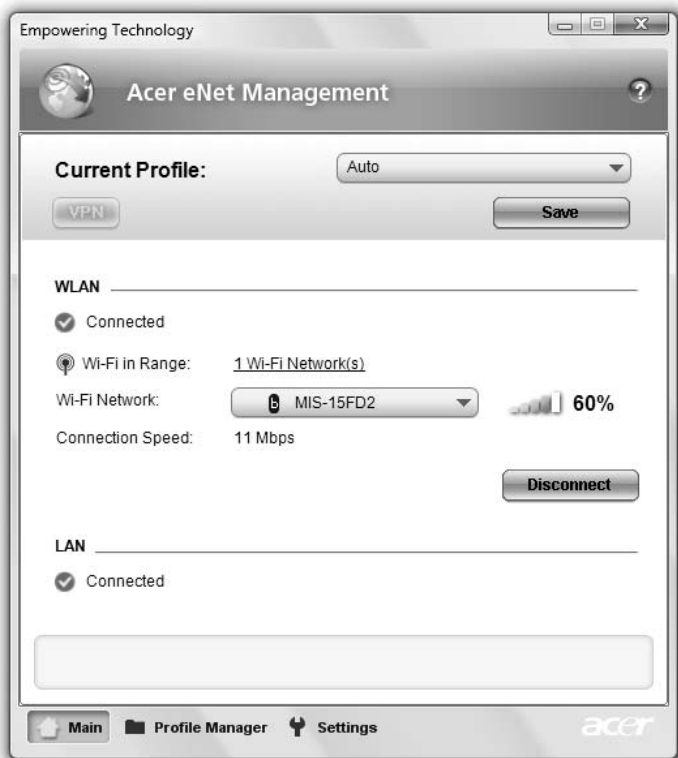 Empowering Technology
Acer eNet Management
?
Current Profile:
Auto
VPN
Save
WLAN
Connected
Wi-Fi in Range:
1 Wi-Fi Network(s)
Wi-Fi Network:
b MIS-15FD2
60%
Connection Speed:
11 Mbps
Disconnect
LAN
Connected
Main
Profile Manager
Settings
acer